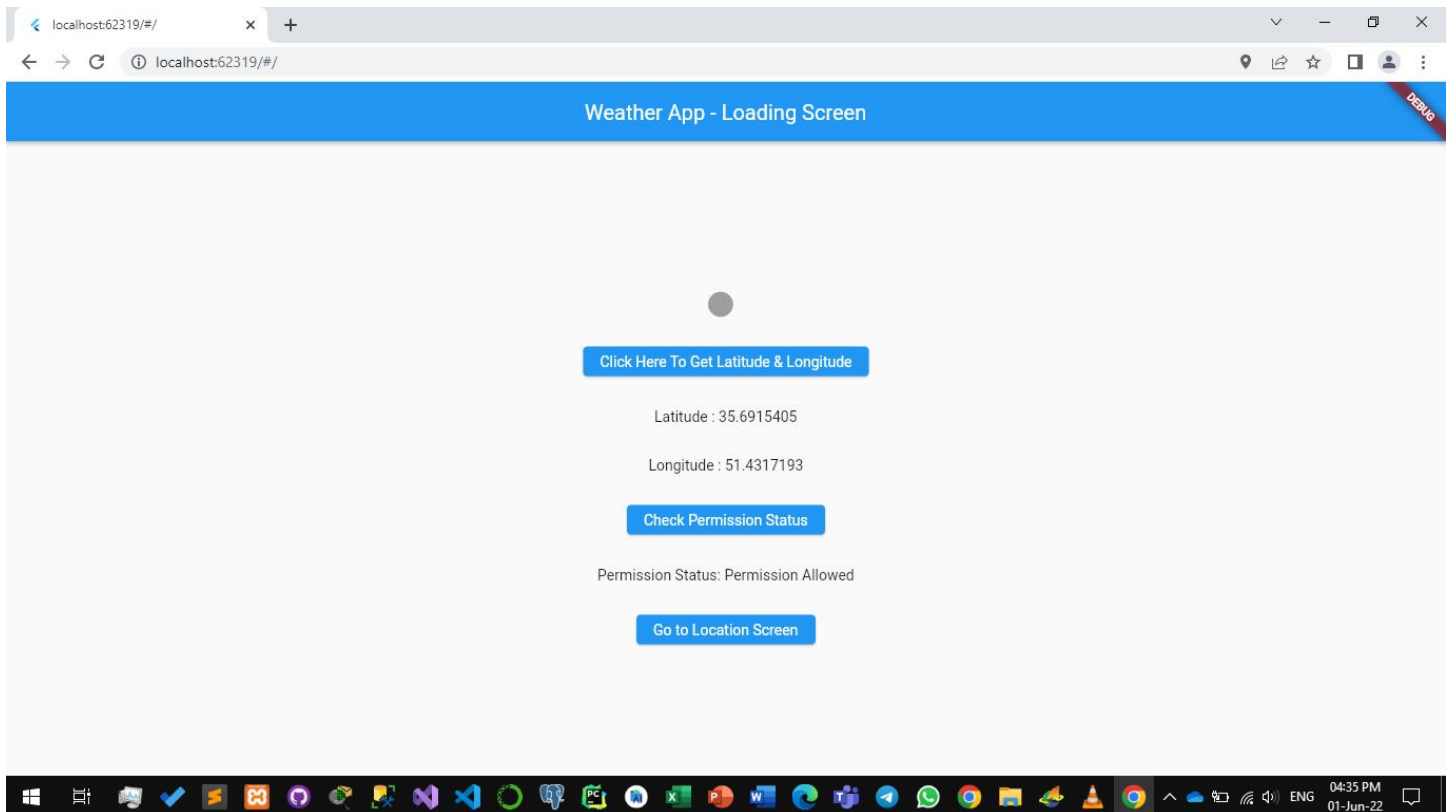 localhost:62319/#/
localhost:62319/#/
Weather App - Loading Screen
DEBUG
Click Here To Get Latitude & Longitude
Latitude : 35.6915405
Longitude : 51.4317193
Check Permission Status
Permission Status: Permission Allowed
Go to Location Screen
ENG
04:35 PM
01-Jun-22